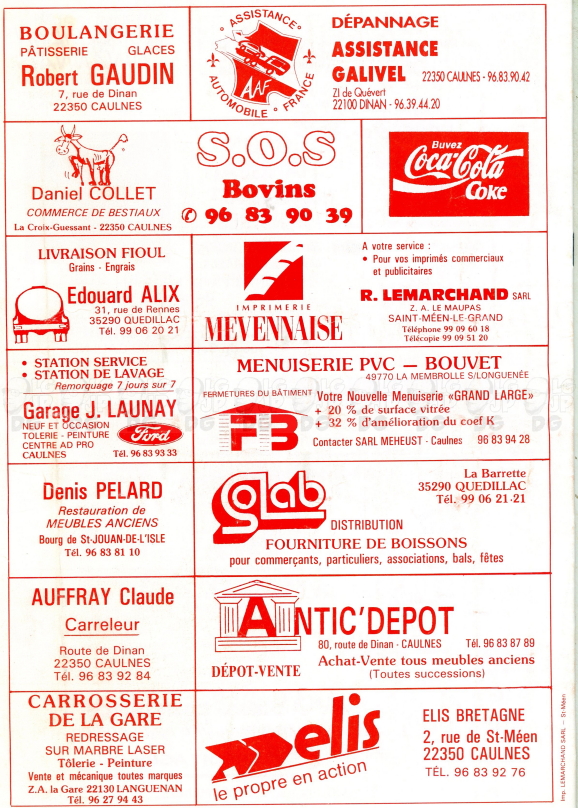 BOULANGERIE
PÂTISSERIE GLACES
Robert GAUDIN
7, rue de Dinan
22350 CAULNES
ASSISTANCE
AAF
AUTOMOBILE FRANCE
DÉPANNAGE
ASSISTANCE
GALIVEL 22350 CAULNES - 96.83.90.42
ZI de Quévert
22100 DINAN - 96.39.44.20
Daniel COLLET
COMMERCE DE BESTIAUX
La Croix-Guessant - 22350 CAULNES
S.O.S
Bovins
✆ 96 83 90 39
Buvez
Coca-Cola
Coke
LIVRAISON FIOUL
Grains - Engrais
Edouard ALIX
31, rue de Rennes
35290 QUEDILLAC
Tél. 99 06 20 21
IMPRIMERIE
MEVENNAISE
A votre service :
• Pour vos imprimés commerciaux
et publicitaires
R. LEMARCHAND SARL
Z. A. LE MAUPAS
SAINT-MÉEN-LE-GRAND
Téléphone 99 09 60 18
Télécopie 99 09 51 20
• STATION SERVICE
• STATION DE LAVAGE
Remorquage 7 jours sur 7
Garage J. LAUNAY
NEUF ET OCCASION
TOLERIE - PEINTURE
CENTRE AD PRO
CAULNES
Ford
Tél. 96 83 93 33
MENUISERIE PVC — BOUVET
49770 LA MEMBROLLE S/LONGUENÉE
FERMETURES DU BÂTIMENT
FB
Votre Nouvelle Menuiserie «GRAND LARGE»
+ 20 % de surface vitrée
+ 32 % d'amélioration du coef K
Contacter SARL MEHEUST - Caulnes 96 83 94 28
Denis PELARD
Restauration de
MEUBLES ANCIENS
Bourg de St-JOUAN-DE-L'ISLE
Tél. 96 83 81 10
Golab
DISTRIBUTION
La Barrette
35290 QUEDILLAC
Tél. 99 06 21-21
FOURNITURE DE BOISSONS
pour commerçants, particuliers, associations, bals, fêtes
AUFFRAY Claude
Carreleur
Route de Dinan
22350 CAULNES
Tél. 96 83 92 84
ANTIC'DEPOT
DÉPÔT-VENTE
80, route de Dinan - CAULNES Tél. 96 83 87 89
Achat-Vente tous meubles anciens
(Toutes successions)
CARROSSERIE
DE LA GARE
REDRESSAGE
SUR MARBRE LASER
Tôlerie - Peinture
Vente et mécanique toutes marques
Z.A. la Gare 22130 LANGUENAN
Tél. 96 27 94 43
elis
le propre en action
ELIS BRETAGNE
2, rue de St-Méen
22350 CAULNES
TÉL. 96 83 92 76
Imp. LEMARCHAND SARL - St-Méen